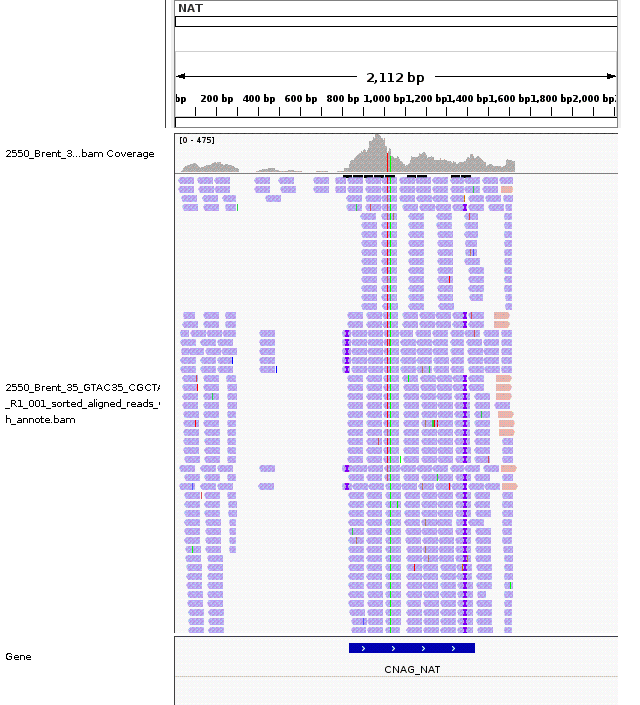 NAT
2,112 bp
bp 200 bp 400 bp 600 bp 800 bp 1,000 bp 1,200 bp 1,400 bp 1,600 bp 1,800 bp 2,000 bp
[0 - 475]
2550_Brent_3...bam Coverage
2550_Brent_35_GTAC35_CGCTA
_R1_001_sorted_aligned_reads_
h_annote.bam
Gene
CNAG_NAT